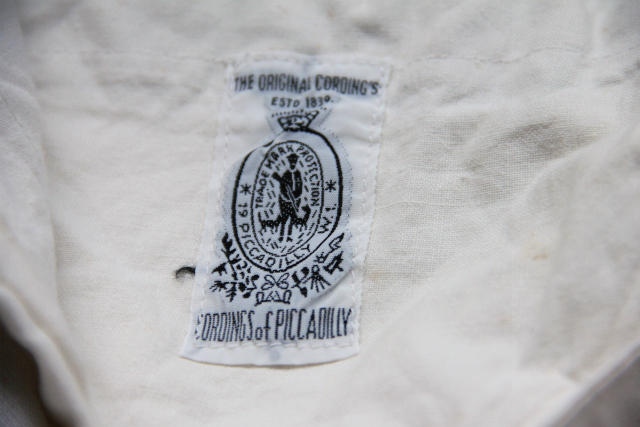 THE ORIGINAL CORDING'S
ESTD 1839.
TRADE MARK PROTECTION
* 19 PICCADILLY W.1. *
CORDINGS of PICCADILLY